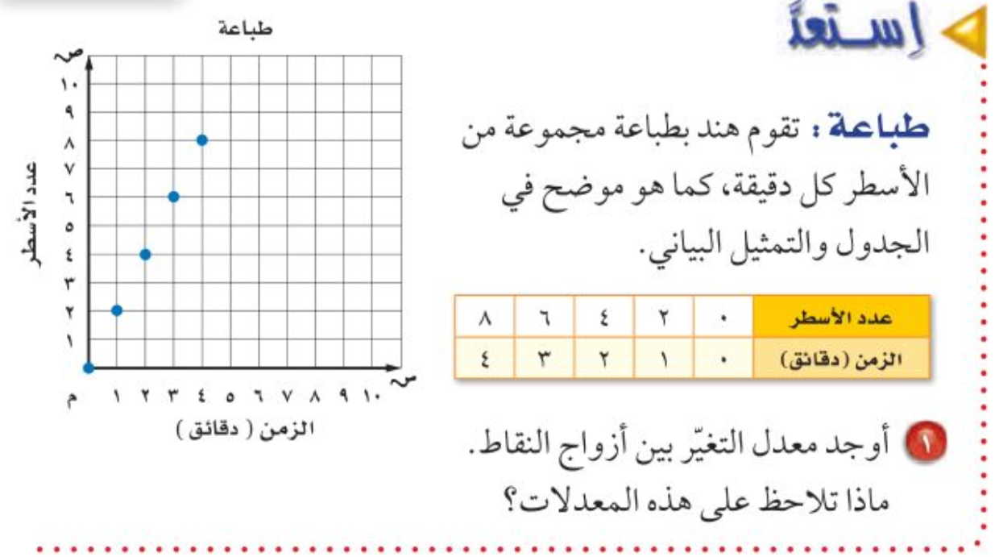 اِستعدَّ
طباعة : تقوم هند بطباعة مجموعة من
الأسطر كل دقيقة، كما هو موضح في
الجدول والتمثيل البياني.
عدد الأسطر ٠ ٢ ٤ ٦ ٨
الزمن (دقائق) ٠ ١ ٢ ٣ ٤
١ أوجد معدل التغيّر بين أزواج النقاط.
ماذا تلاحظ على هذه المعدلات؟
طباعة
ص
١٠
٩
٨
٧
٦
٥
٤
٣
٢
١
عدد الأسطر
م ١ ٢ ٣ ٤ ٥ ٦ ٧ ٨ ٩ ١٠ س
الزمن ( دقائق )